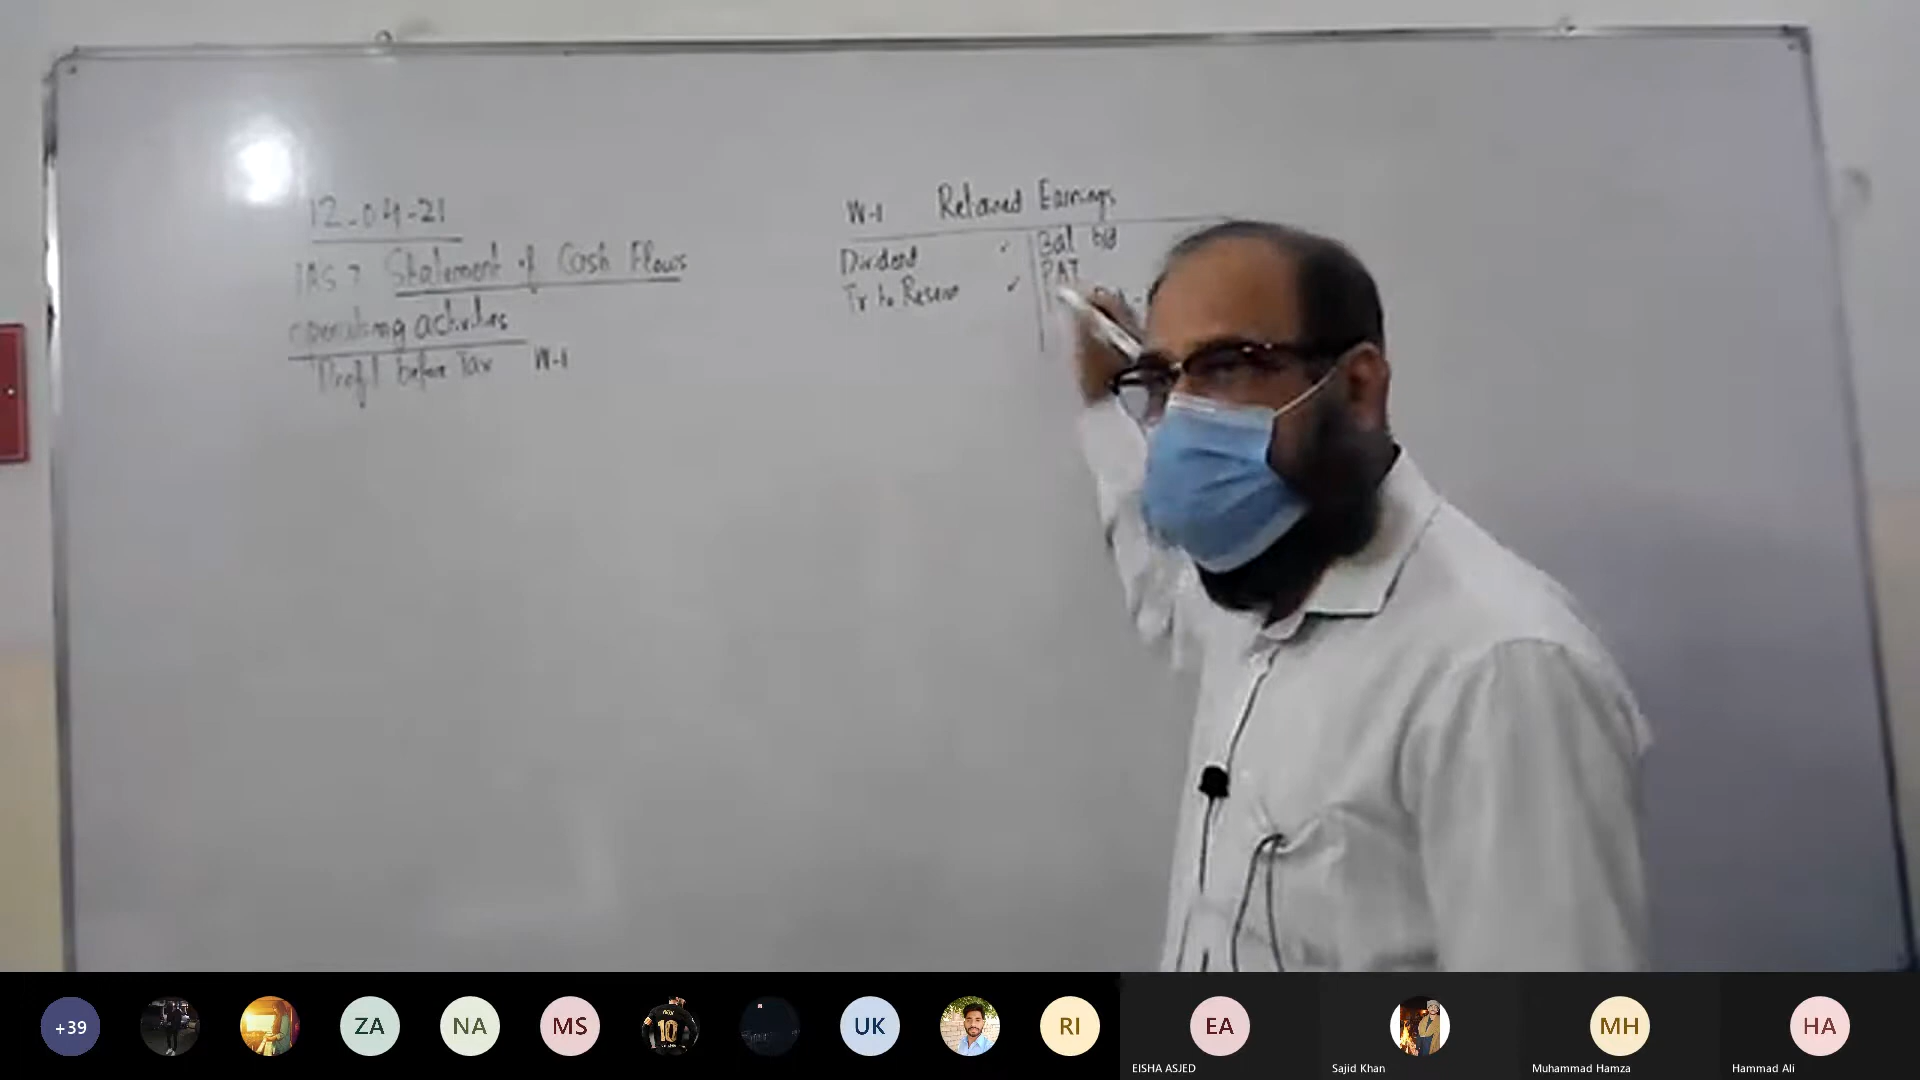 12-04-21
IAS 7 Statement of Cash Flows
operating activities
Profit before Tax W-1
W-1 Retained Earnings
Dividend ✓
Tr to Reserve ✓
Bal b/d
PAT
+39
ZA
NA
MS
10
UK
RI
EA
MH
HA
EISHA ASJED
Sajid Khan
Muhammad Hamza
Hammad Ali